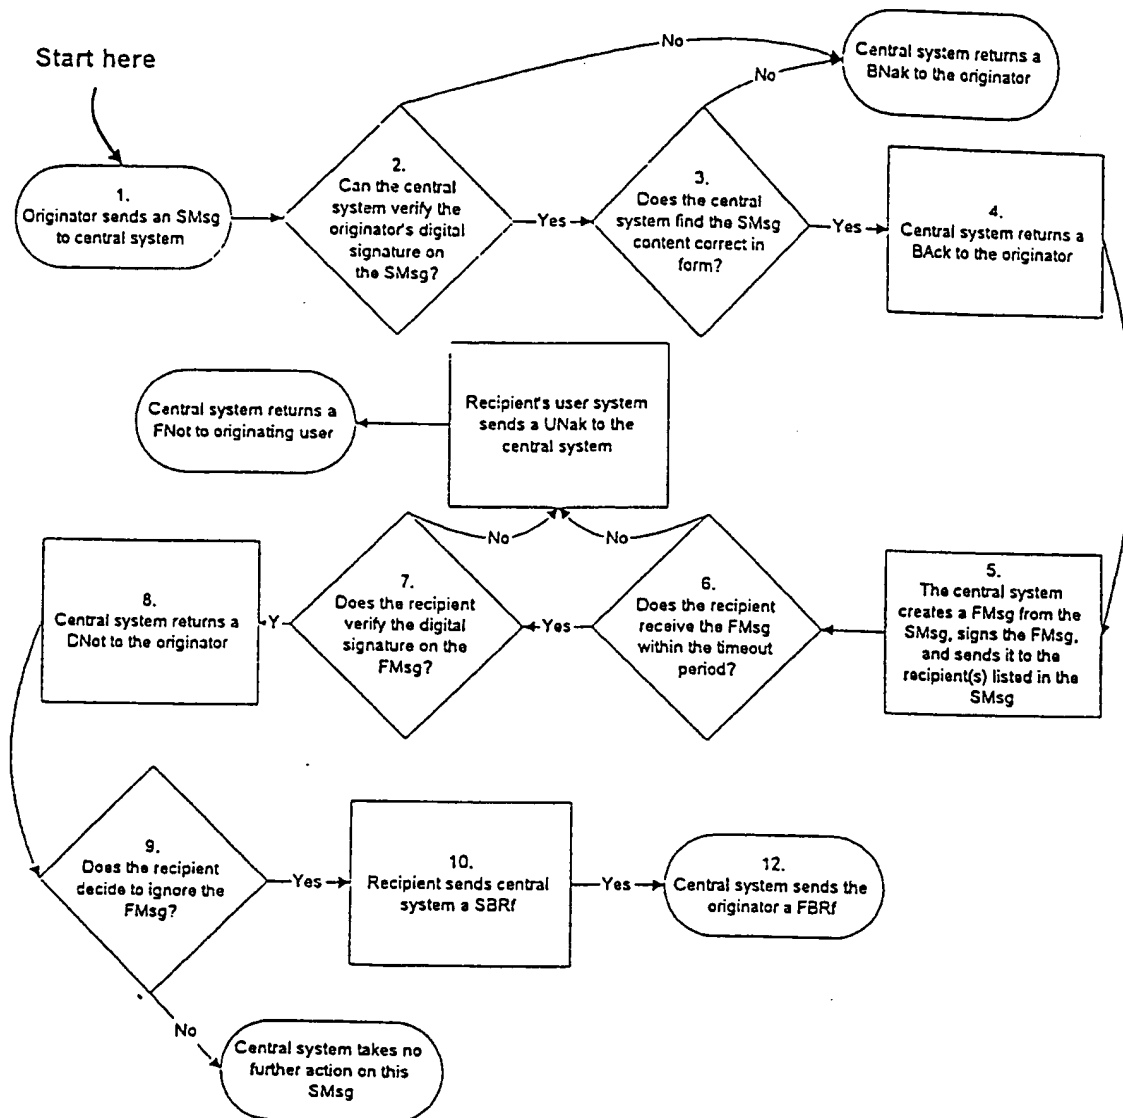 Start here
1.
Originator sends an SMsg
to central system
2.
Can the central
system verify the
originator's digital
signature on
the SMsg?
No
Central system returns a
BNak to the originator
No
Yes
3.
Does the central
system find the SMsg
content correct in
form?
Yes
4.
Central system returns a
BAck to the originator
Central system returns a
FNot to originating user
Recipient's user system
sends a UNak to the
central system
No
No
8.
Central system returns a
DNot to the originator
Y
7.
Does the recipient
verify the digital
signature on the
FMsg?
Yes
6.
Does the recipient
receive the FMsg
within the timeout
period?
5.
The central system
creates a FMsg from the
SMsg, signs the FMsg,
and sends it to the
recipient(s) listed in the
SMsg
9.
Does the recipient
decide to ignore the
FMsg?
Yes
10.
Recipient sends central
system a SBRf
Yes
12.
Central system sends the
originator a FBRf
No
Central system takes no
further action on this
SMsg